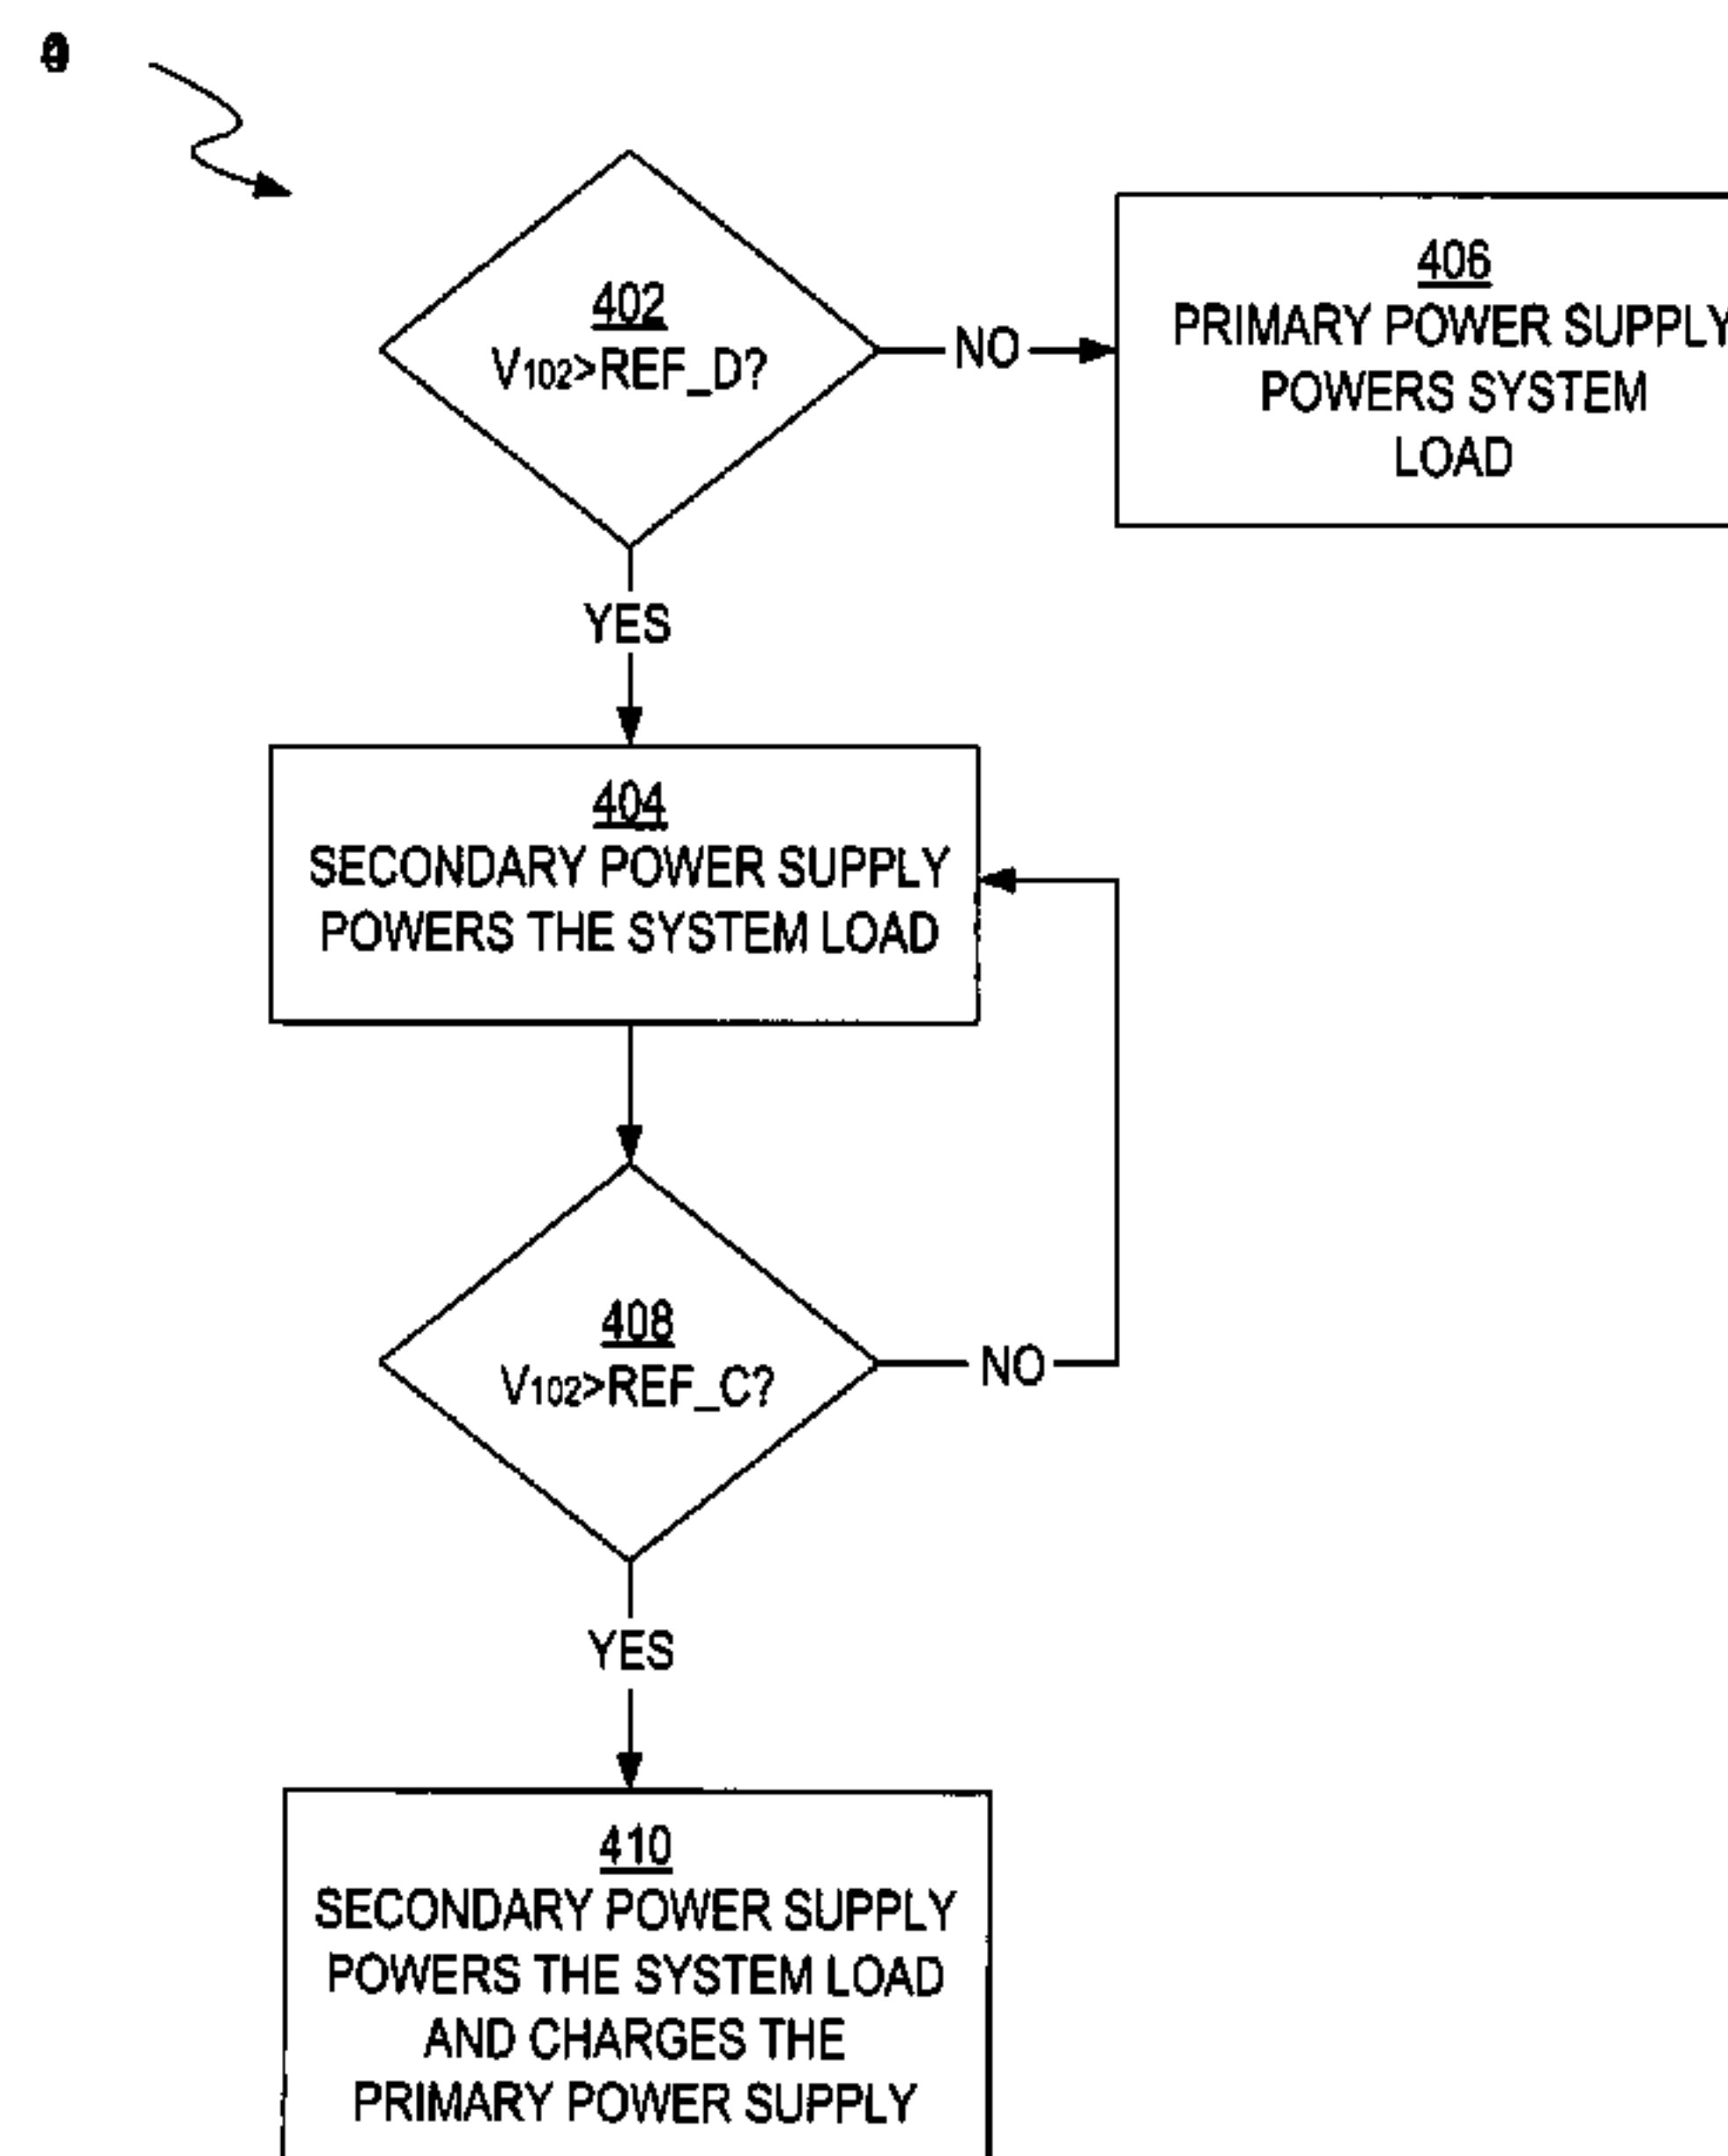 402
V102>REF_D?
NO
406
PRIMARY POWER SUPPLY
POWERS SYSTEM
LOAD
YES
404
SECONDARY POWER SUPPLY
POWERS THE SYSTEM LOAD
408
V102>REF_C?
NO
YES
410
SECONDARY POWER SUPPLY
POWERS THE SYSTEM LOAD
AND CHARGES THE
PRIMARY POWER SUPPLY